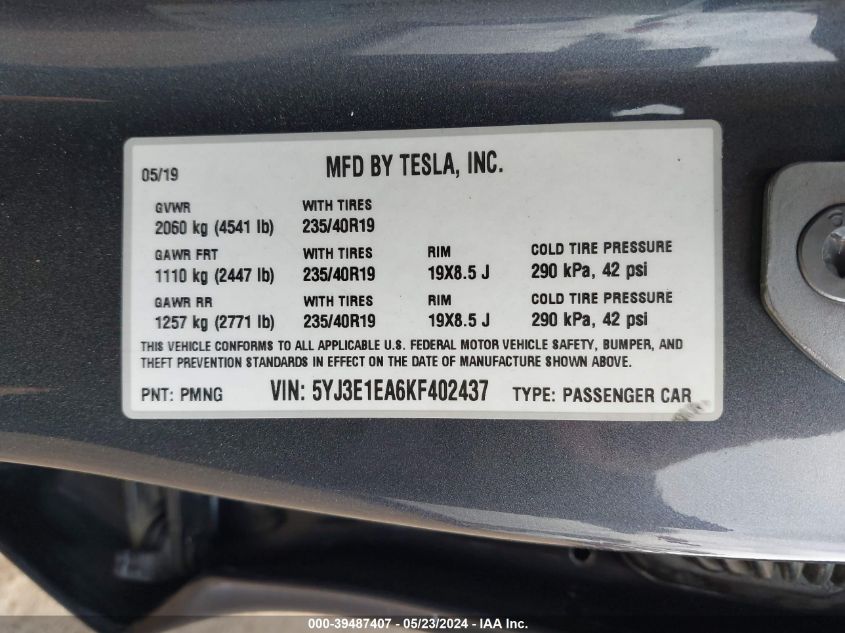 05/19 MFD BY TESLA, INC.
GVWR WITH TIRES
2060 kg (4541 lb) 235/40R19
GAWR FRT WITH TIRES RIM COLD TIRE PRESSURE
1110 kg (2447 lb) 235/40R19 19X8.5 J 290 kPa, 42 psi
GAWR RR WITH TIRES RIM COLD TIRE PRESSURE
1257 kg (2771 lb) 235/40R19 19X8.5 J 290 kPa, 42 psi
THIS VEHICLE CONFORMS TO ALL APPLICABLE U.S. FEDERAL MOTOR VEHICLE SAFETY, BUMPER, AND
THEFT PREVENTION STANDARDS IN EFFECT ON THE DATE OF MANUFACTURE SHOWN ABOVE.
PNT: PMNG VIN: 5YJ3E1EA6KF402437 TYPE: PASSENGER CAR
000-39487407 - 05/23/2024 - IAA Inc.